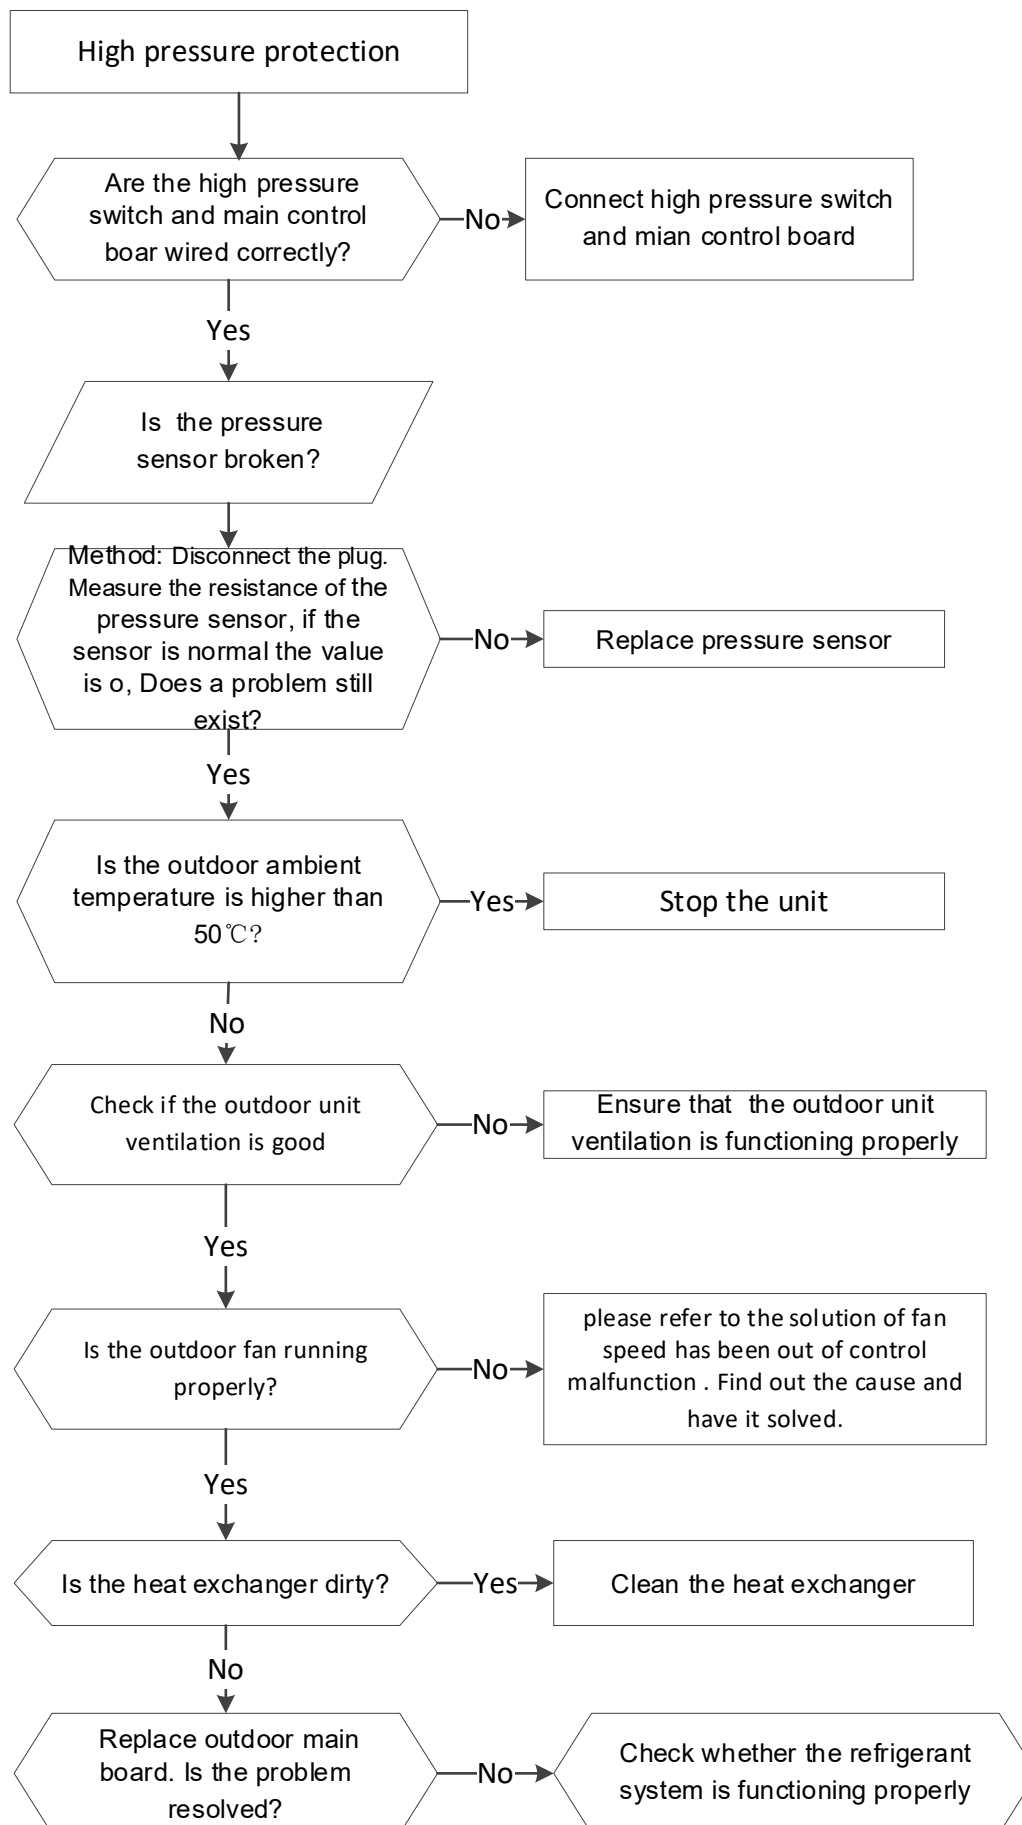 High pressure protection
Are the high pressure
switch and main control
boar wired correctly?
No
Connect high pressure switch
and mian control board
Yes
Is the pressure
sensor broken?
Method: Disconnect the plug.
Measure the resistance of the
pressure sensor, if the
sensor is normal the value
is o, Does a problem still
exist?
No
Replace pressure sensor
Yes
Is the outdoor ambient
temperature is higher than
50℃?
Yes
Stop the unit
No
Check if the outdoor unit
ventilation is good
No
Ensure that the outdoor unit
ventilation is functioning properly
Yes
Is the outdoor fan running
properly?
No
please refer to the solution of fan
speed has been out of control
malfunction . Find out the cause and
have it solved.
Yes
Is the heat exchanger dirty?
Yes
Clean the heat exchanger
No
Replace outdoor main
board. Is the problem
resolved?
No
Check whether the refrigerant
system is functioning properly